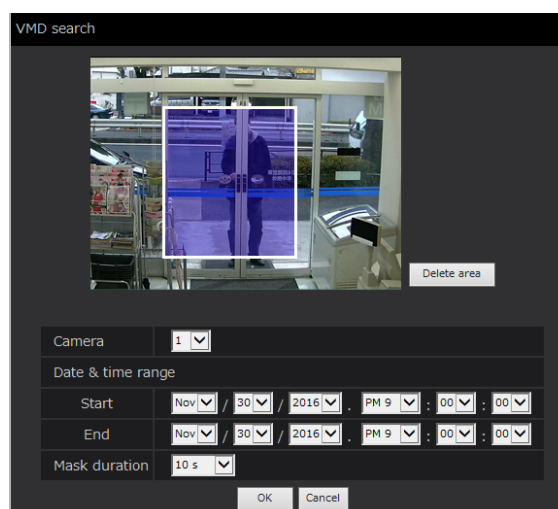 VMD search
Delete area
Camera 1
Date & time range
Start Nov / 30 / 2016 . PM 9 : 00 : 00
End Nov / 30 / 2016 . PM 9 : 00 : 00
Mask duration 10 s
OK Cancel